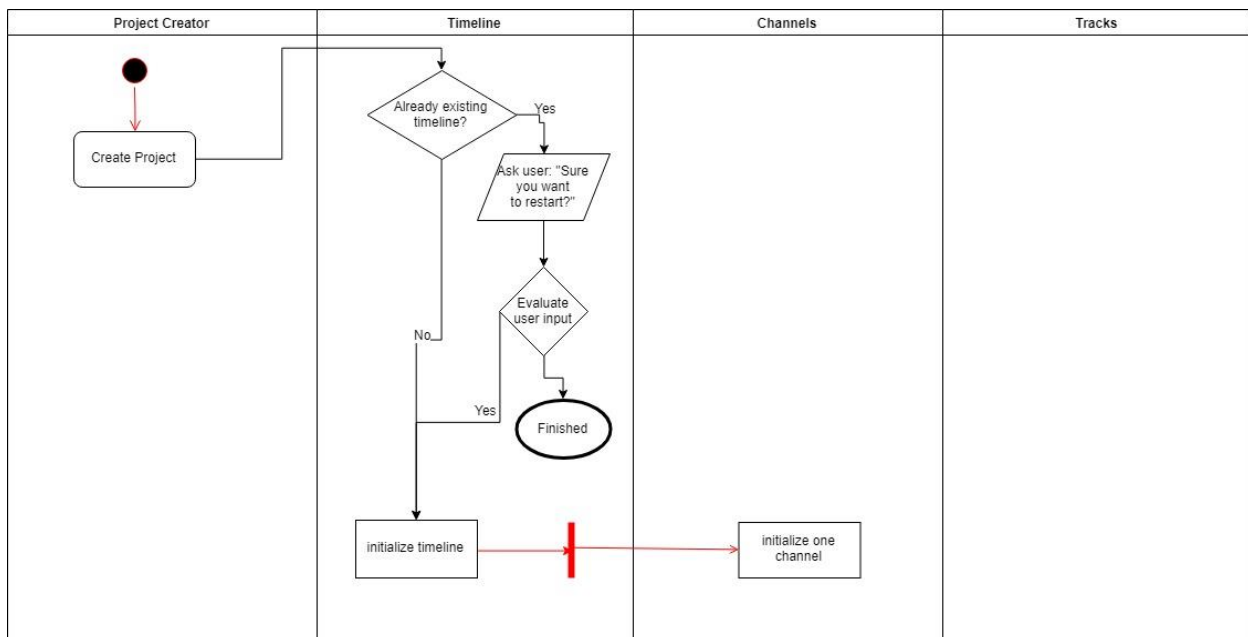 Project Creator
Timeline
Channels
Tracks
Create Project
Already existing
timeline?
Yes
Ask user: "Sure
you want
to restart?"
Evaluate
user input
No
Yes
Finished
initialize timeline
initialize one
channel